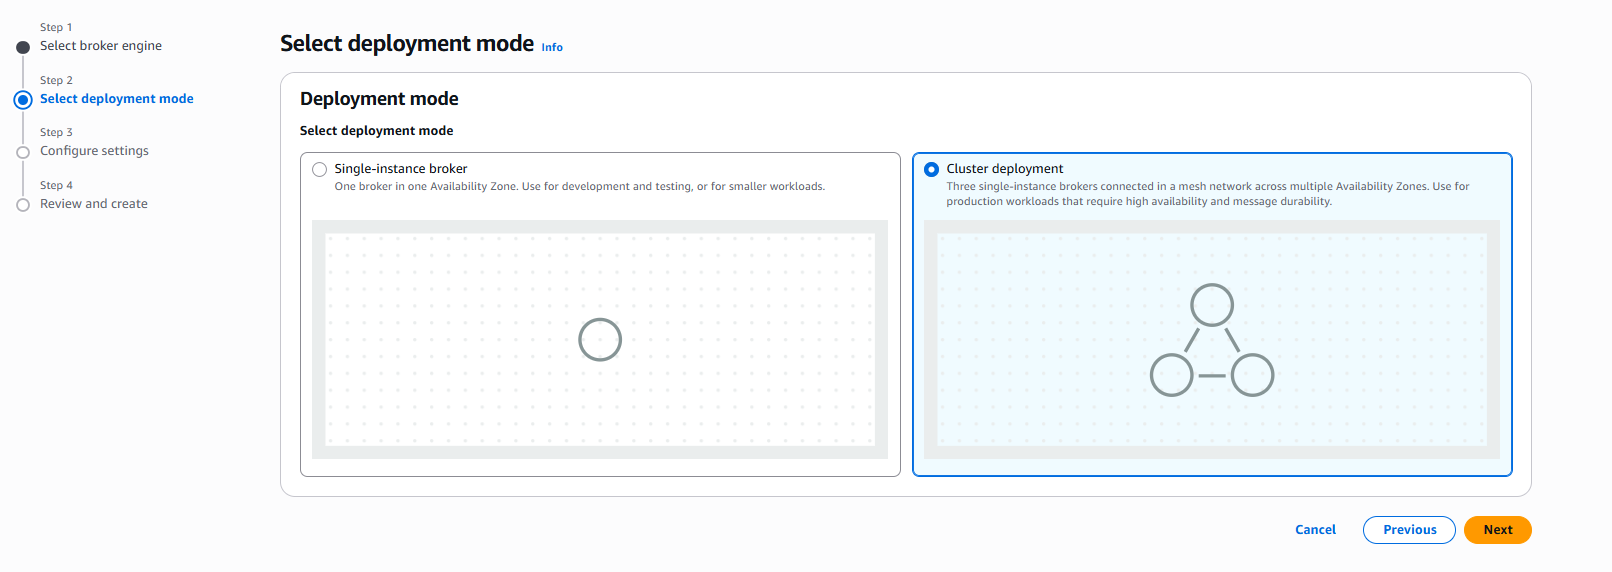 Step 1
Select broker engine
Step 2
Select deployment mode
Step 3
Configure settings
Step 4
Review and create
Select deployment mode Info
Deployment mode
Select deployment mode
Single-instance broker
One broker in one Availability Zone. Use for development and testing, or for smaller workloads.
Cluster deployment
Three single-instance brokers connected in a mesh network across multiple Availability Zones. Use for
production workloads that require high availability and message durability.
Cancel
Previous
Next